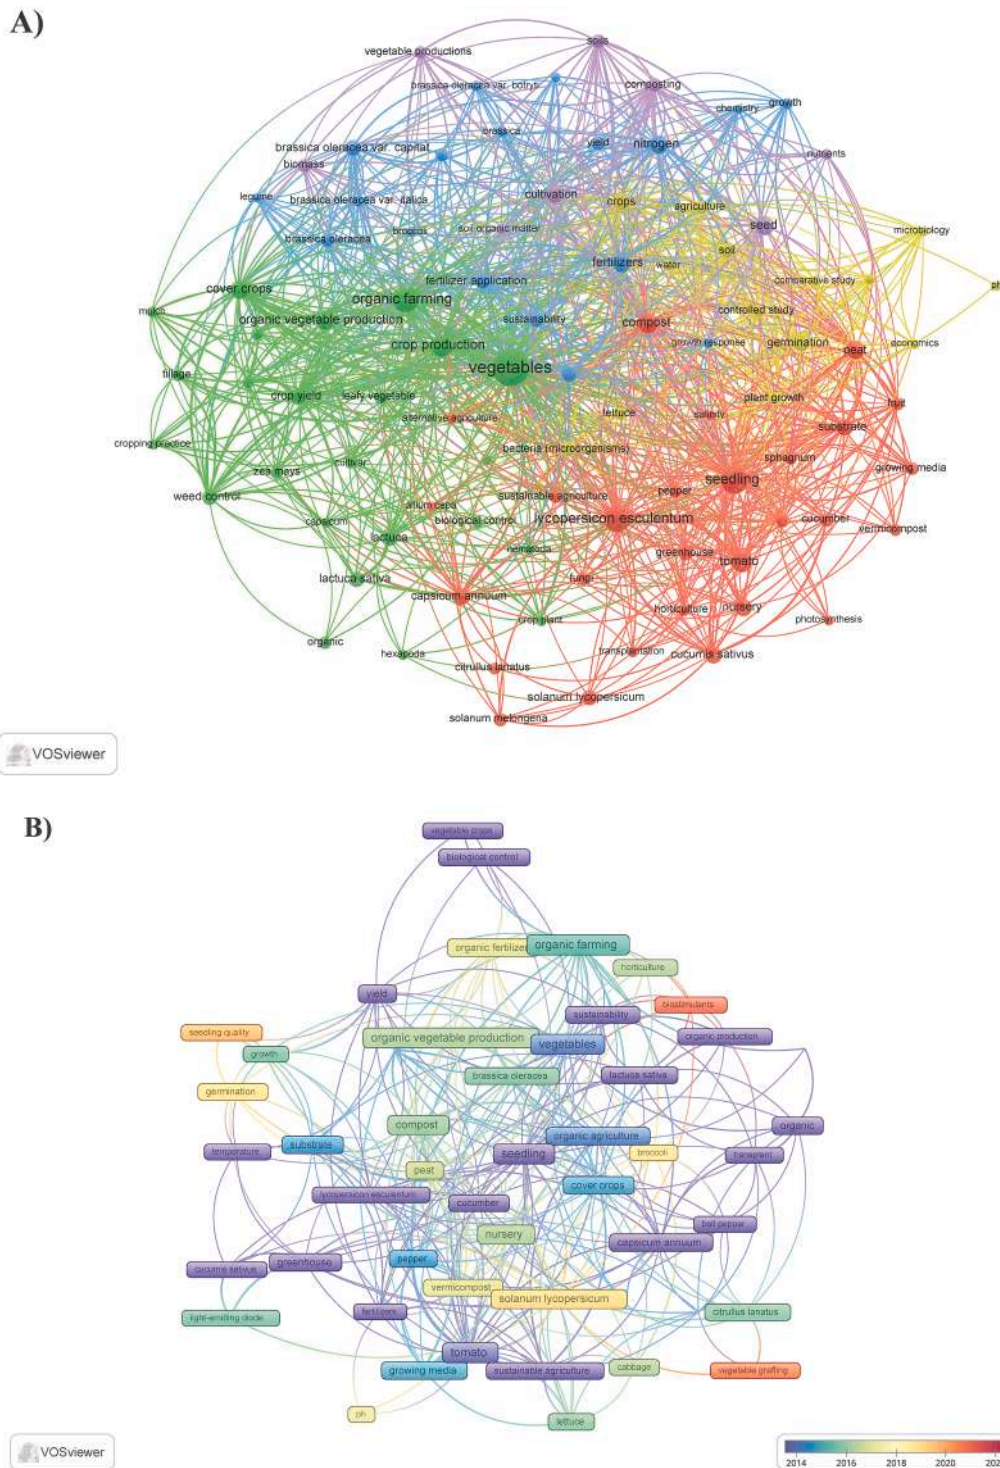 A)
soils
vegetable productions
brassica oleracea var. botryt
composting
chemistry
growth
brassica
yield
nitrogen
brassica oleracea var. capitat
biomass
nutrients
legume
brassica oleracea var. italica
cultivation
crops
agriculture
seed
brassica oleracea
broccoli
soil organic matter
microbiology
soil
fertilizers
water
cover crops
fertilizer application
comparative study
ph
organic farming
mulch
organic vegetable production
sustainability
compost
controlled study
crop production
growth response
germination
peat
economics
vegetables
tillage
crop yield
leafy vegetable
plant growth
fruit
alternative agriculture
lettuce
salinity
substrate
cropping practice
bacteria (microorganisms)
zea mays
cultivar
sphagnum
growing media
seedling
weed control
sustainable agriculture
pepper
allium cepa
capsicum
biological control
lycopersicon esculentum
cucumber
vermicompost
lactuca
nematoda
greenhouse
tomato
lactuca sativa
fungi
capsicum annuum
horticulture
nursery
crop plant
photosynthesis
organic
hexapoda
transplantation
cucumis sativus
citrullus lanatus
solanum lycopersicum
solanum melongena
VOSviewer
B)
vegetable crops
biological control
organic fertilizer
organic farming
horticulture
yield
biostimulants
sustainability
seedling quality
organic vegetable production
vegetables
organic production
growth
brassica oleracea
lactuca sativa
germination
compost
organic
substrate
organic agriculture
temperature
seedling
broccoli
transplant
peat
lycopersicon esculentum
cucumber
cover crops
nursery
bell pepper
capsicum annuum
pepper
greenhouse
cucumis sativus
vermicompost
solanum lycopersicum
light-emitting diode
fertilizers
citrullus lanatus
tomato
growing media
sustainable agriculture
cabbage
vegetable grafting
ph
lettuce
VOSviewer
2014 2016 2018 2020